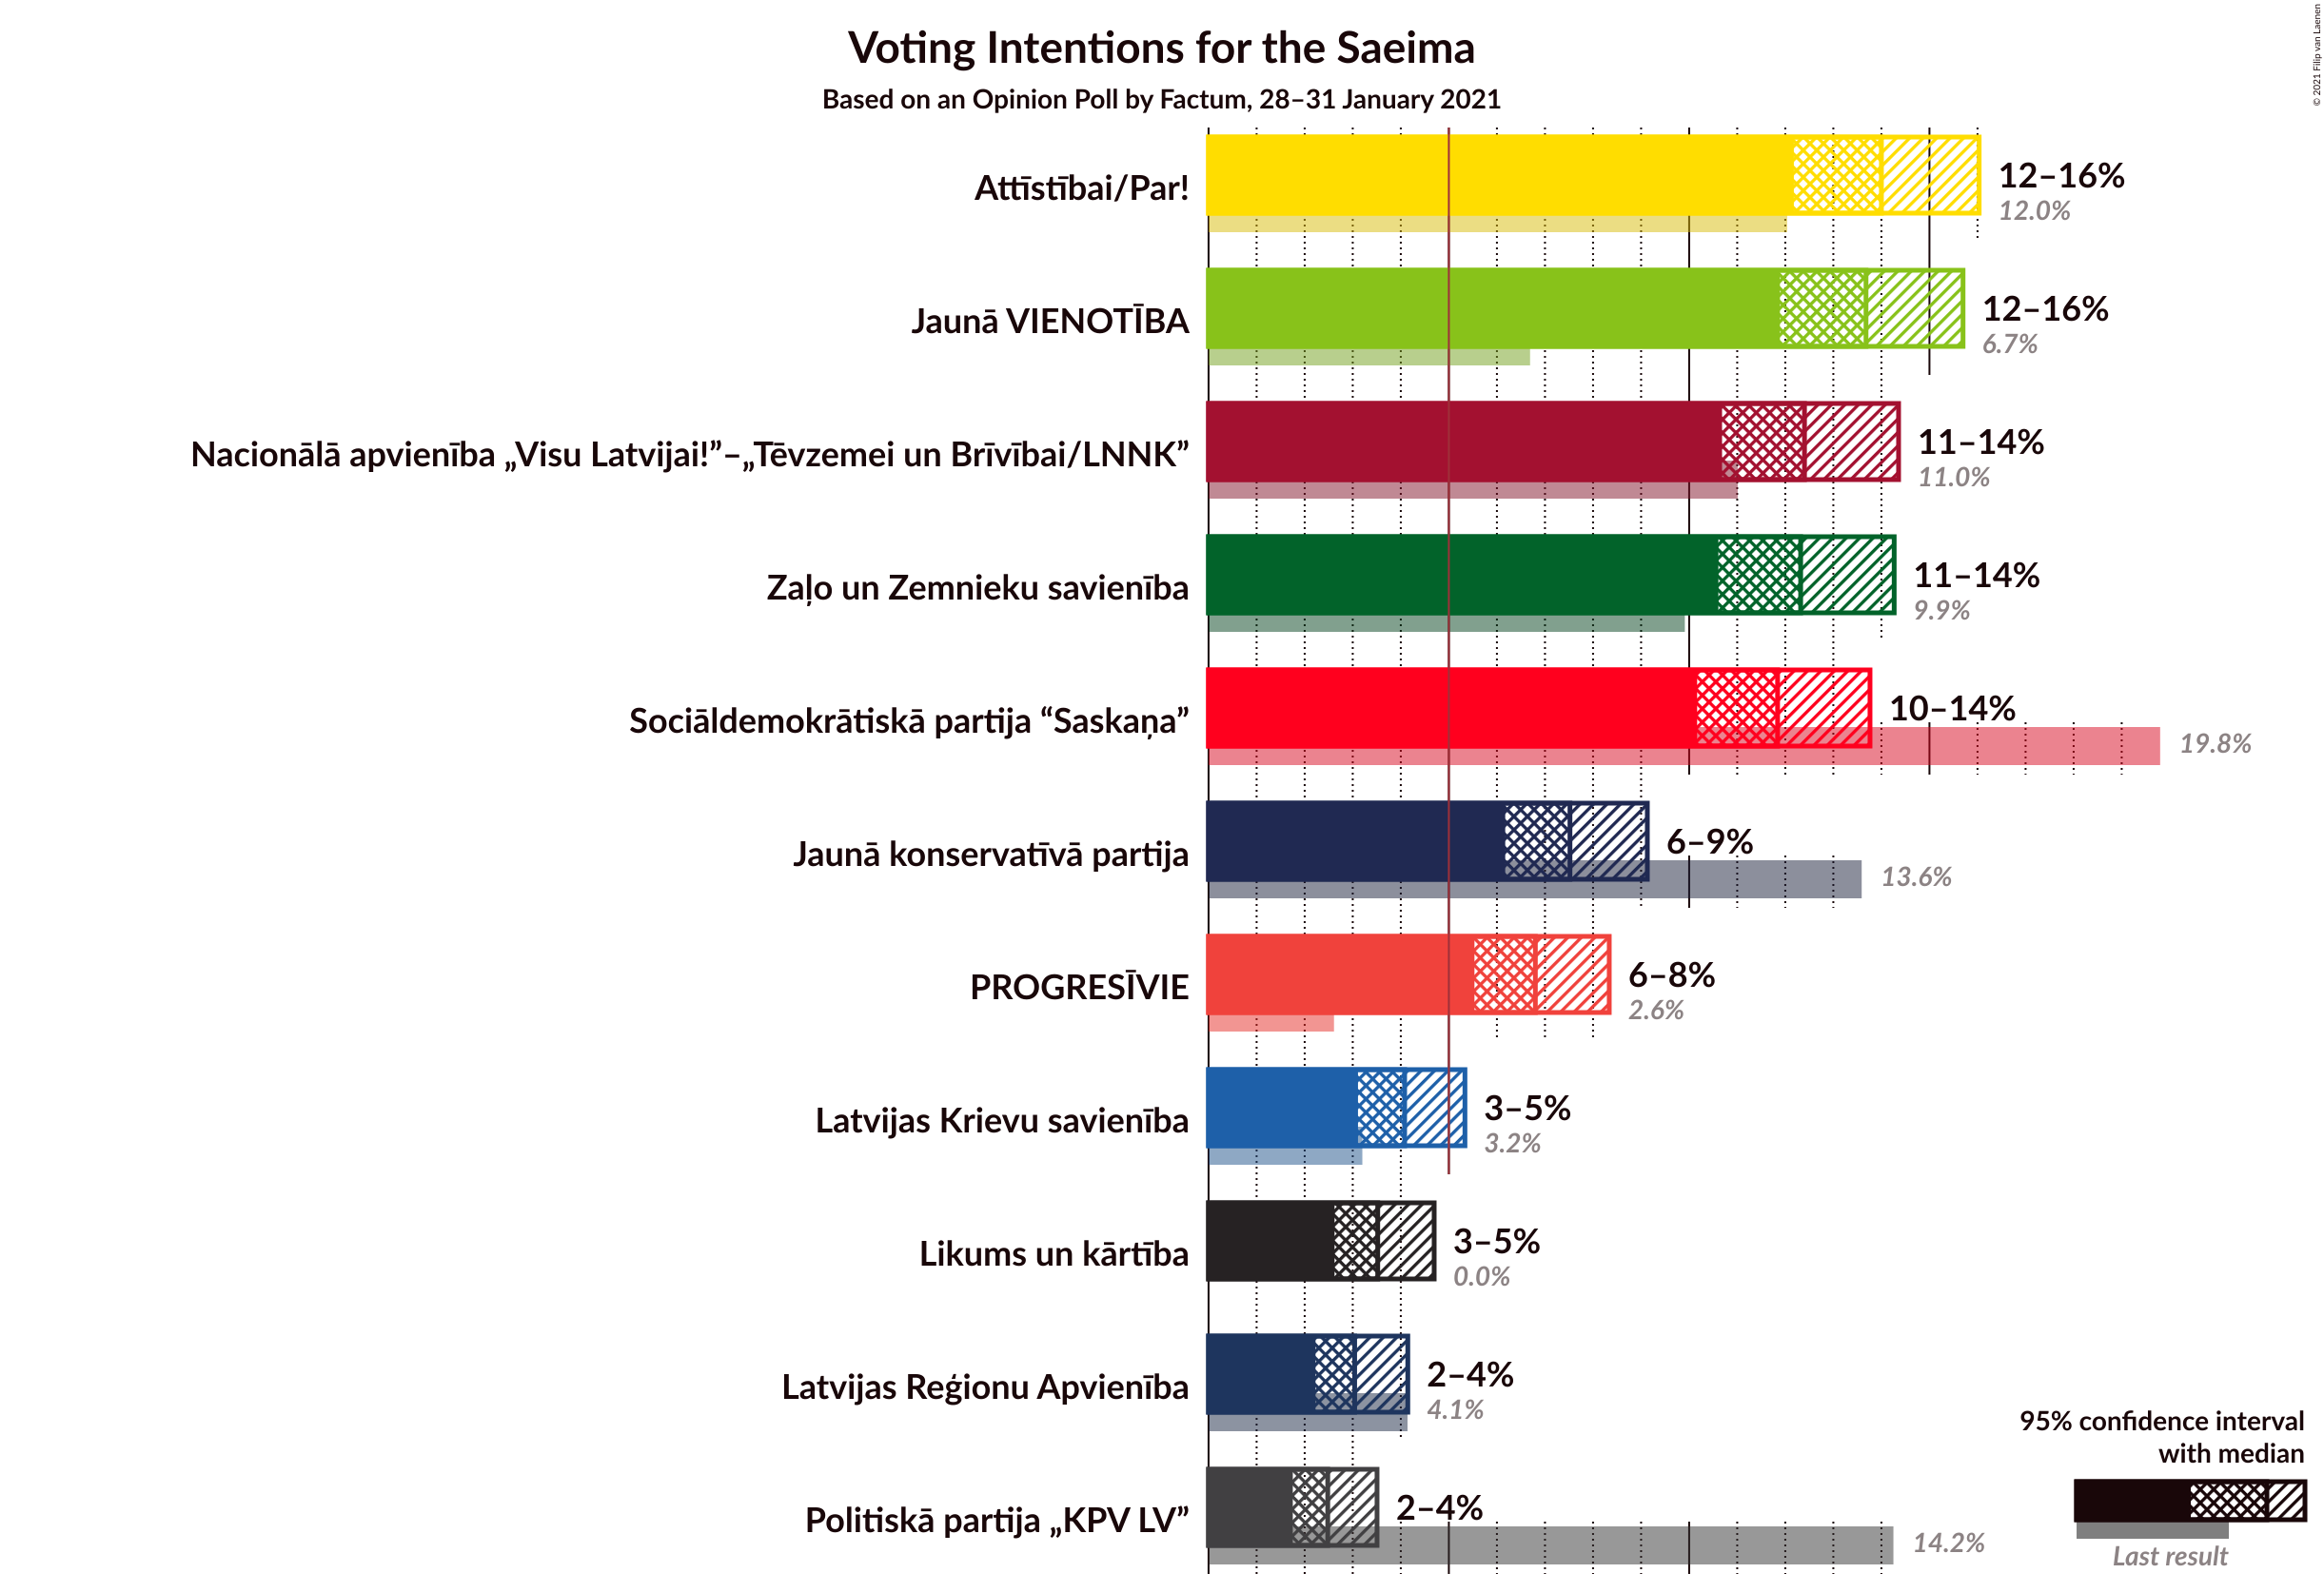 Voting Intentions for the Saeima
Based on an Opinion Poll by Factum, 28–31 January 2021
© 2021 Filip van Laenen
Attīstībai/Par!
12–16%
12.0%
Jaunā VIENOTĪBA
12–16%
6.7%
Nacionālā apvienība „Visu Latvijai!”–„Tēvzemei un Brīvībai/LNNK”
11–14%
11.0%
Zaļo un Zemnieku savienība
11–14%
9.9%
Sociāldemokrātiskā partija “Saskaņa”
10–14%
19.8%
Jaunā konservatīvā partija
6–9%
13.6%
PROGRESĪVIE
6–8%
2.6%
Latvijas Krievu savienība
3–5%
3.2%
Likums un kārtība
3–5%
0.0%
Latvijas Reģionu Apvienība
2–4%
4.1%
Politiskā partija „KPV LV”
2–4%
14.2%
95% confidence interval
with median
Last result